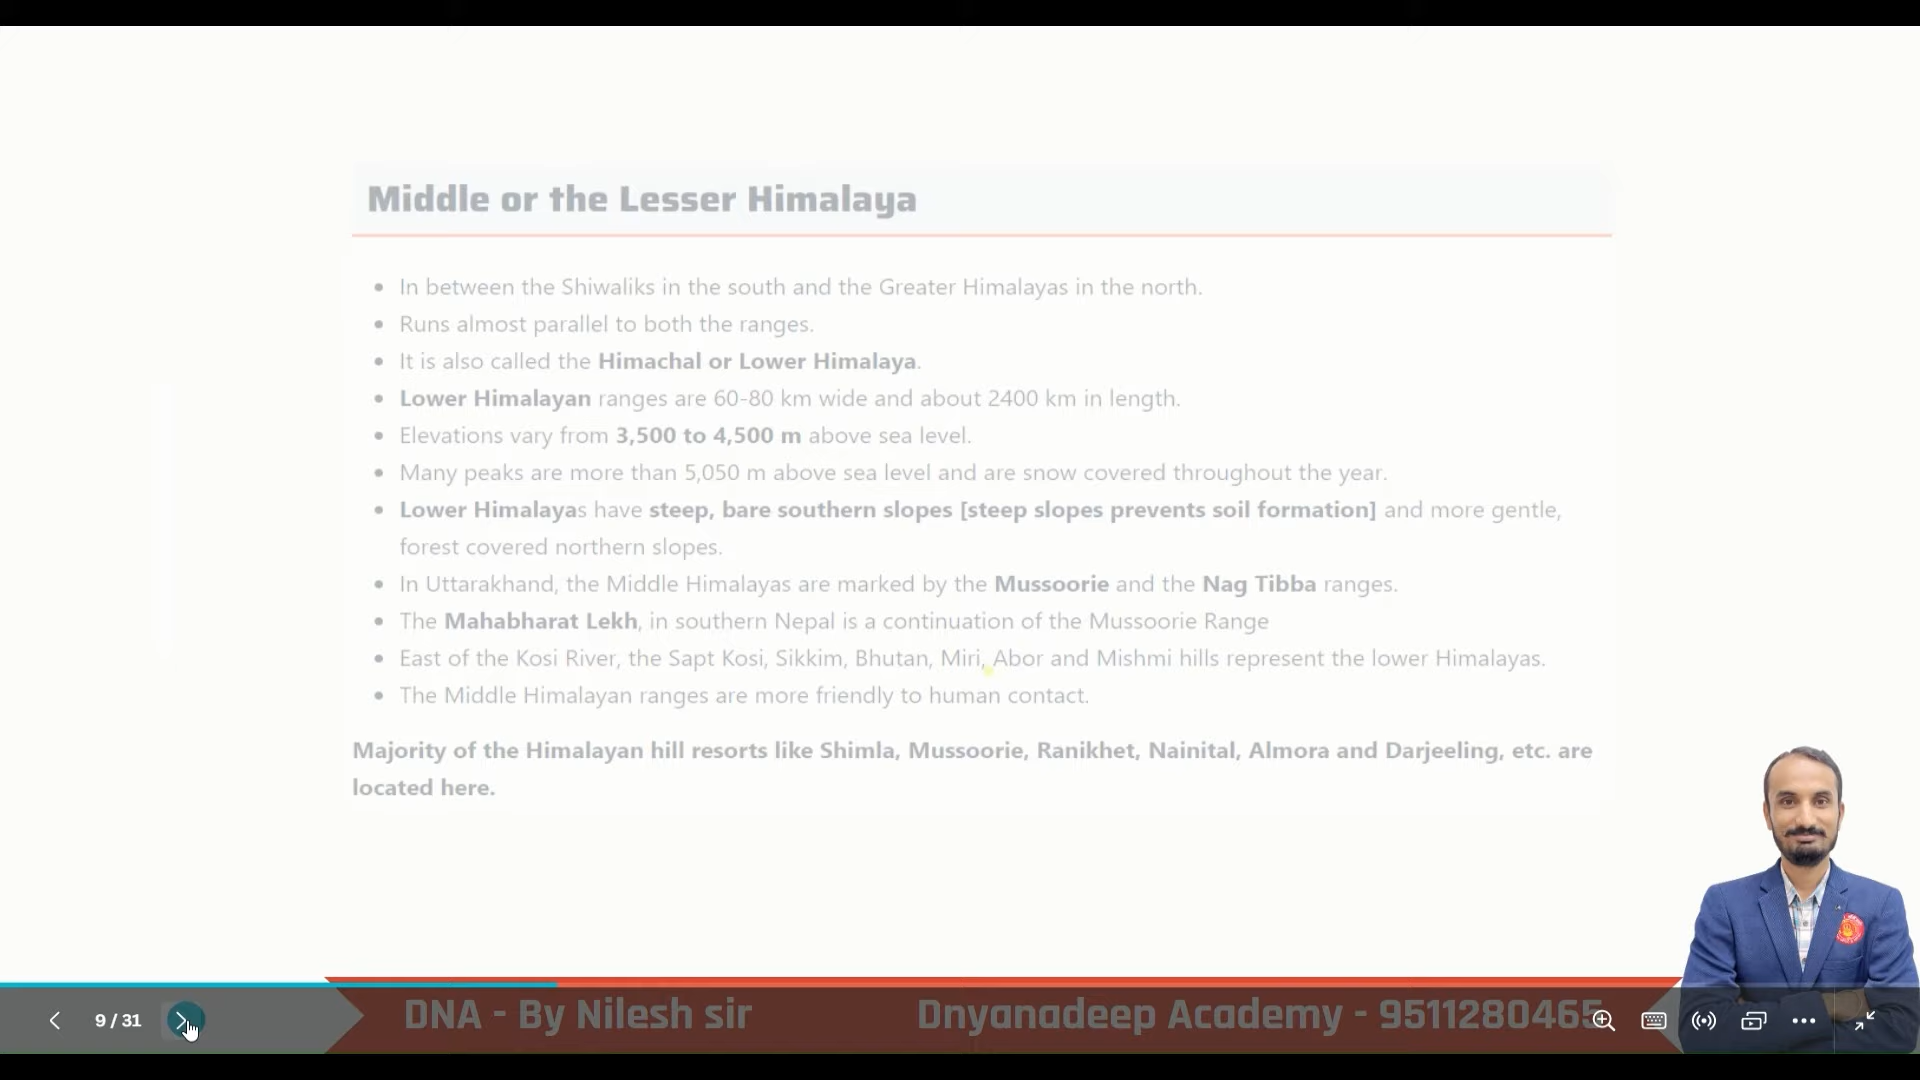 Middle or the Lesser Himalaya
• In between the Shiwaliks in the south and the Greater Himalayas in the north.
• Runs almost parallel to both the ranges.
• It is also called the Himachal or Lower Himalaya.
• Lower Himalayan ranges are 60-80 km wide and about 2400 km in length.
• Elevations vary from 3,500 to 4,500 m above sea level.
• Many peaks are more than 5,050 m above sea level and are snow covered throughout the year.
• Lower Himalayas have steep, bare southern slopes [steep slopes prevents soil formation] and more gentle,
forest covered northern slopes.
• In Uttarakhand, the Middle Himalayas are marked by the Mussoorie and the Nag Tibba ranges.
• The Mahabharat Lekh, in southern Nepal is a continuation of the Mussoorie Range
• East of the Kosi River, the Sapt Kosi, Sikkim, Bhutan, Miri, Abor and Mishmi hills represent the lower Himalayas.
• The Middle Himalayan ranges are more friendly to human contact.
Majority of the Himalayan hill resorts like Shimla, Mussoorie, Ranikhet, Nainital, Almora and Darjeeling, etc. are
located here.
9 / 31
DNA - By Nilesh sir
Dnyanadeep Academy - 9511280465